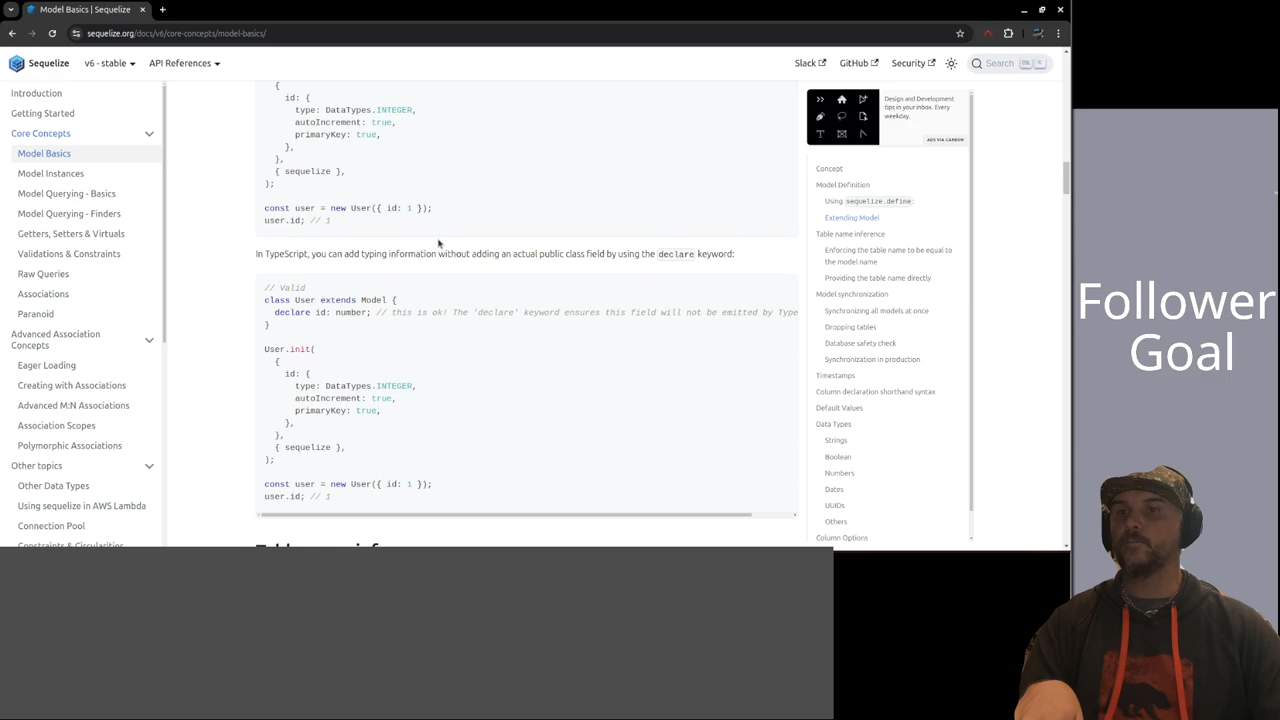 Model Basics | Sequelize
sequelize.org/docs/v6/core-concepts/model-basics/
Sequelize
v6 - stable
API References
Slack
GitHub
Security
Search
Introduction
Getting Started
Core Concepts
Model Basics
Model Instances
Model Querying - Basics
Model Querying - Finders
Getters, Setters & Virtuals
Validations & Constraints
Raw Queries
Associations
Paranoid
Advanced Association
Concepts
Eager Loading
Creating with Associations
Advanced M:N Associations
Association Scopes
Polymorphic Associations
Other topics
Other Data Types
Using sequelize in AWS Lambda
Connection Pool
Constraints & Circularities
{
id: {
type: DataTypes.INTEGER,
autoIncrement: true,
primaryKey: true,
},
},
{ sequelize },
);
const user = new User({ id: 1 });
user.id; // 1
In TypeScript, you can add typing information without adding an actual public class field by using the declare keyword:
// Valid
class User extends Model {
declare id: number; // this is ok! The 'declare' keyword ensures this field will not be emitted by Type
}
User.init(
{
id: {
type: DataTypes.INTEGER,
autoIncrement: true,
primaryKey: true,
},
},
{ sequelize },
);
const user = new User({ id: 1 });
user.id; // 1
Design and Development
tips in your inbox. Every
weekday.
ADS VIA CARBON
Concept
Model Definition
Using sequelize.define:
Extending Model
Table name inference
Enforcing the table name to be equal to
the model name
Providing the table name directly
Model synchronization
Synchronizing all models at once
Dropping tables
Database safety check
Synchronization in production
Timestamps
Column declaration shorthand syntax
Default Values
Data Types
Strings
Boolean
Numbers
Dates
UUIDs
Others
Column Options
Follower
Goal